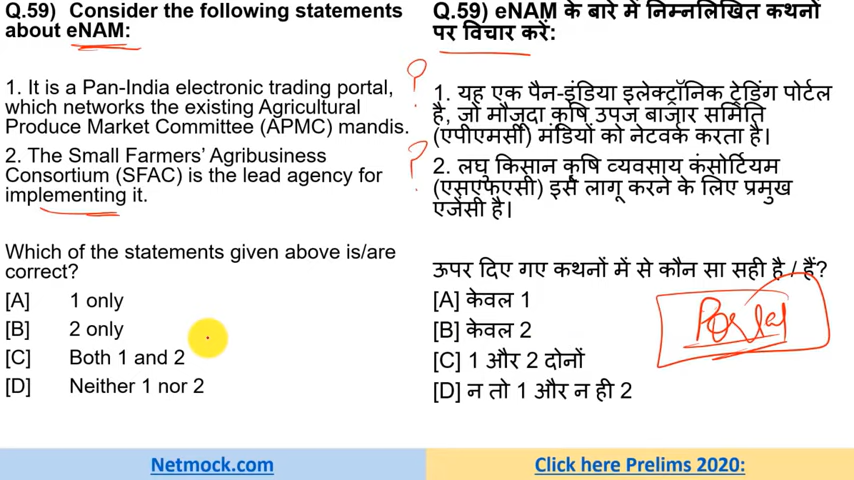 Q.59) Consider the following statements
about eNAM:
1. It is a Pan-India electronic trading portal,
which networks the existing Agricultural
Produce Market Committee (APMC) mandis.
2. The Small Farmers' Agribusiness
Consortium (SFAC) is the lead agency for
implementing it.
Which of the statements given above is/are
correct?
[A] 1 only
[B] 2 only
[C] Both 1 and 2
[D] Neither 1 nor 2
Q.59) eNAM के बारे में निम्नलिखित कथनों
पर विचार करें:
?
1. यह एक पैन-इंडिया इलेक्ट्रॉनिक ट्रेडिंग पोर्टल
है, जो मौजूदा कृषि उपज बाजार समिति
(एपीएमसी) मंडियों को नेटवर्क करता है।
?
2. लघु किसान कृषि व्यवसाय कंसोर्टियम
(एसएफएसी) इसे लागू करने के लिए प्रमुख
एजेंसी है।
ऊपर दिए गए कथनों में से कौन सा सही है / हैं?
[A] केवल 1
[B] केवल 2
[C] 1 और 2 दोनों
[D] न तो 1 और न ही 2
Portal
Netmock.com
Click here Prelims 2020: